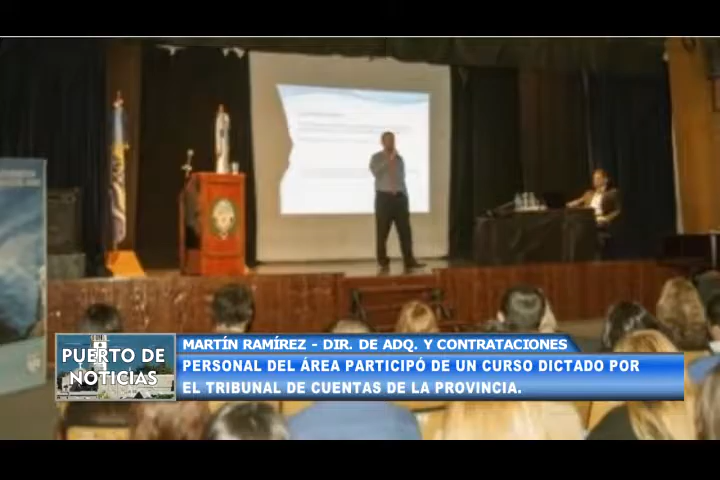 MARTÍN RAMÍREZ - DIR. DE ADQ. Y CONTRATACIONES
PUERTO DE
NOTICIAS
PERSONAL DEL ÁREA PARTICIPÓ DE UN CURSO DICTADO POR
EL TRIBUNAL DE CUENTAS DE LA PROVINCIA.